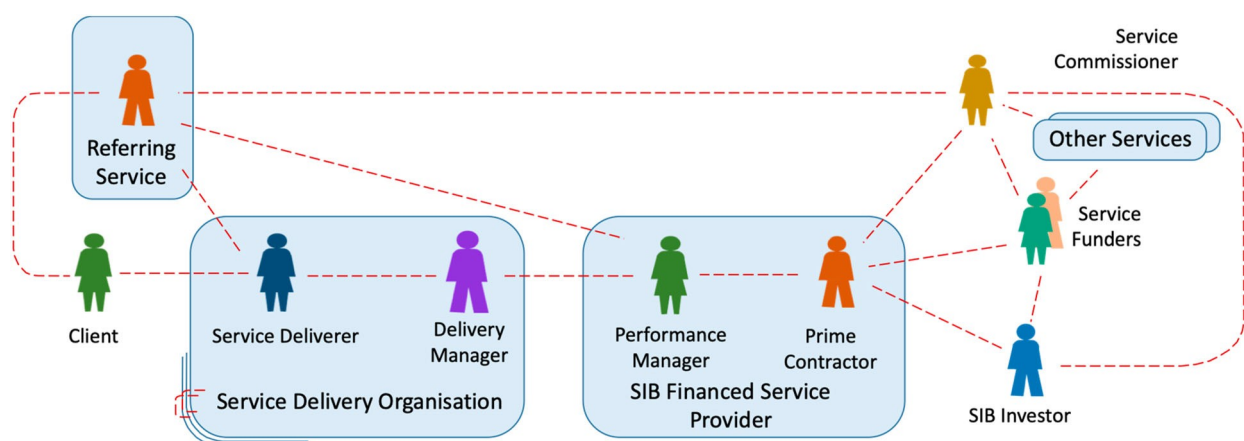 Service
Commissioner
Referring
Service
Other Services
Service
Funders
Client
Service Deliverer
Delivery
Manager
Performance
Manager
Prime
Contractor
Service Delivery Organisation
SIB Financed Service
Provider
SIB Investor